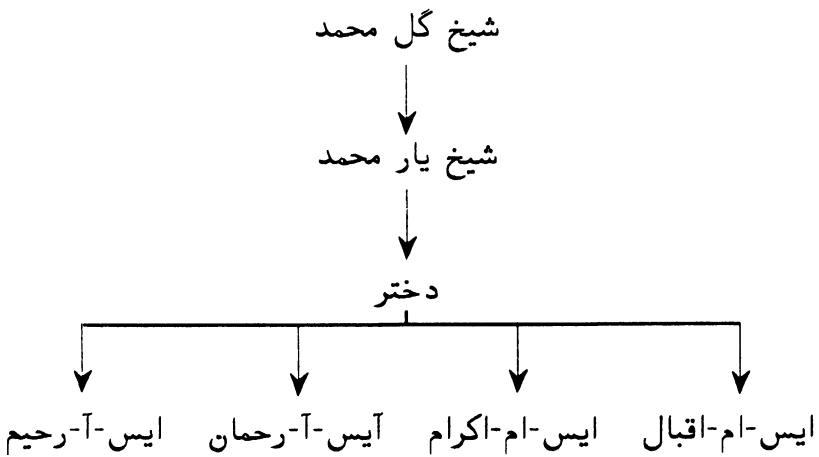 شیخ گل محمد
شیخ یار محمد
دختر
ایس-ام-اقبال ایس-ام-اکرام آیس-آ-رحمان ایس-آ-رحیم